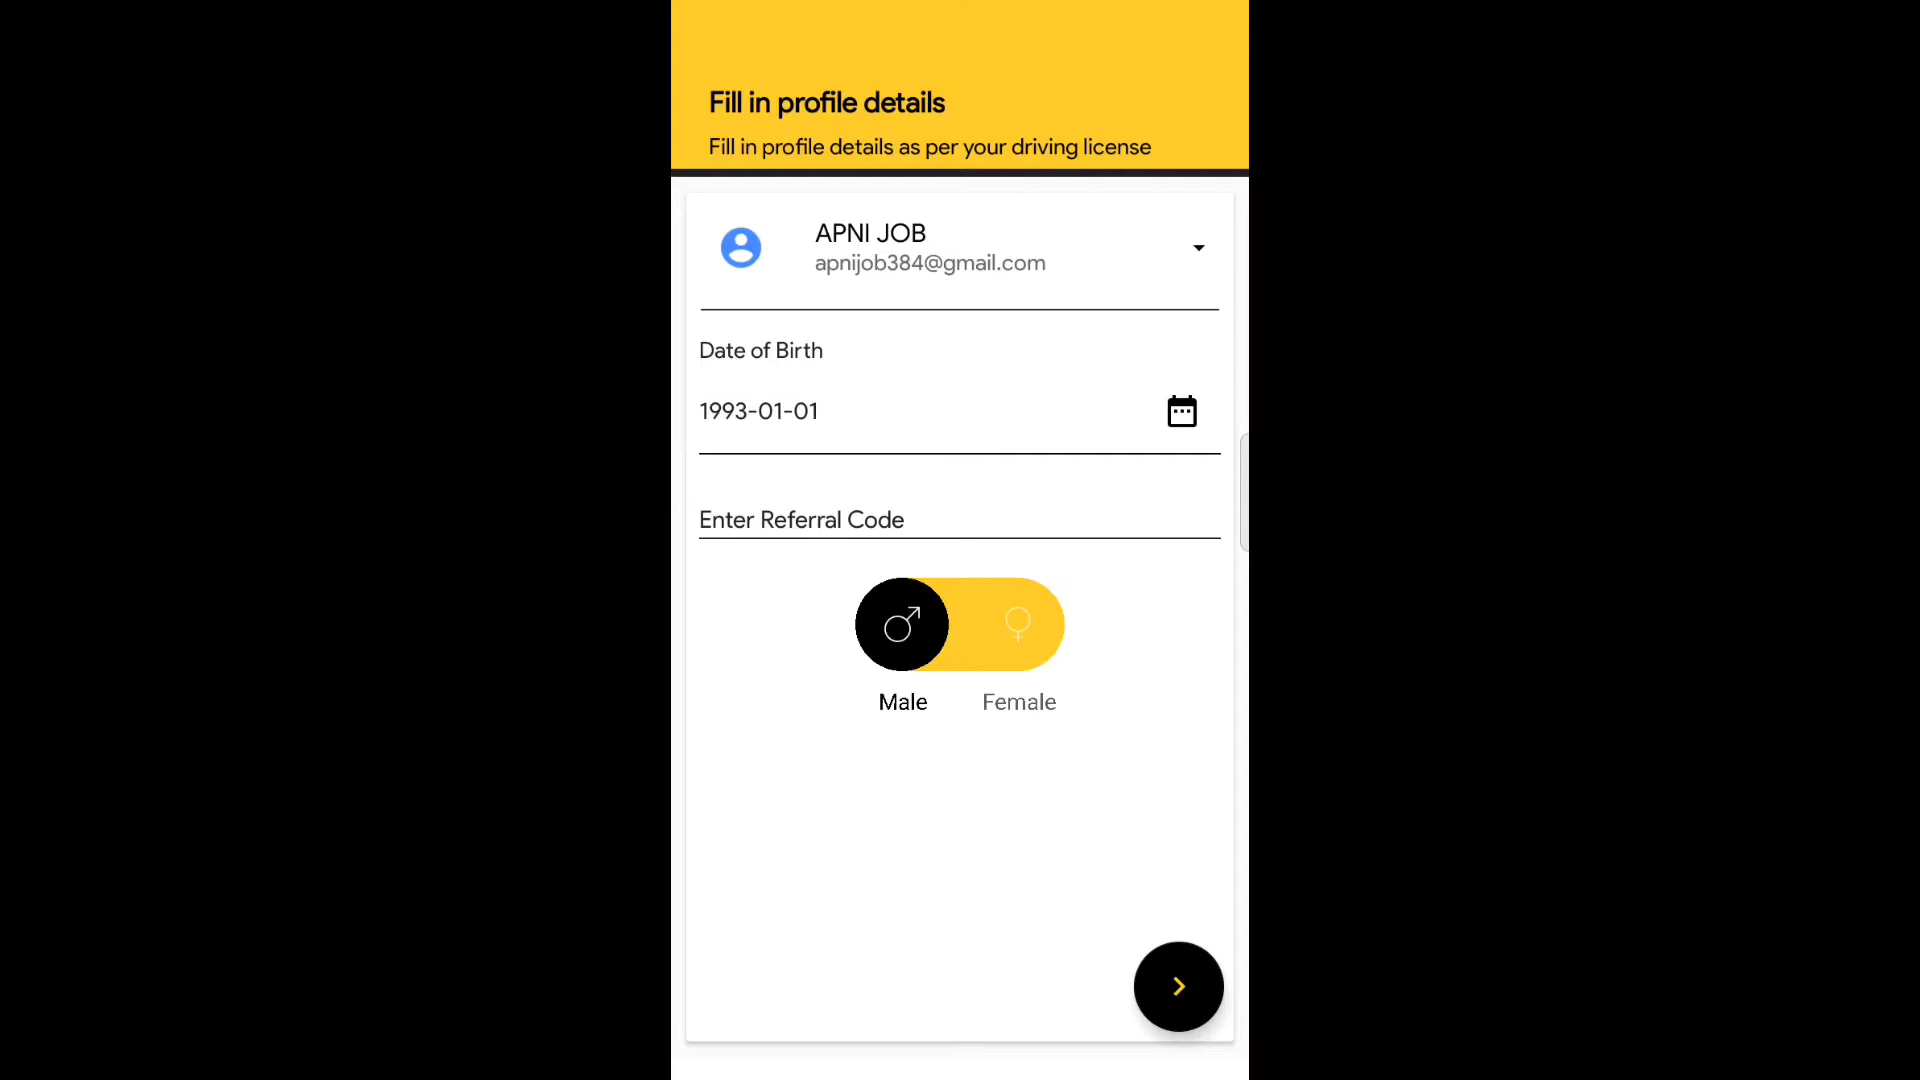 Fill in profile details
Fill in profile details as per your driving license
APNI JOB
apnijob384@gmail.com
Date of Birth
1993-01-01
Enter Referral Code
Male
Female